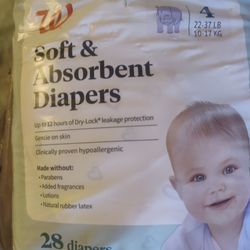 W
4
22-37 LB
10-17 KG
Soft &
Absorbent
Diapers
Up to 12 hours of Dry-Lock® leakage protection
Gentle on skin
Clinically proven hypoallergenic
Made without:
• Parabens
• Added fragrances
• Lotions
• Natural rubber latex
28 diapers